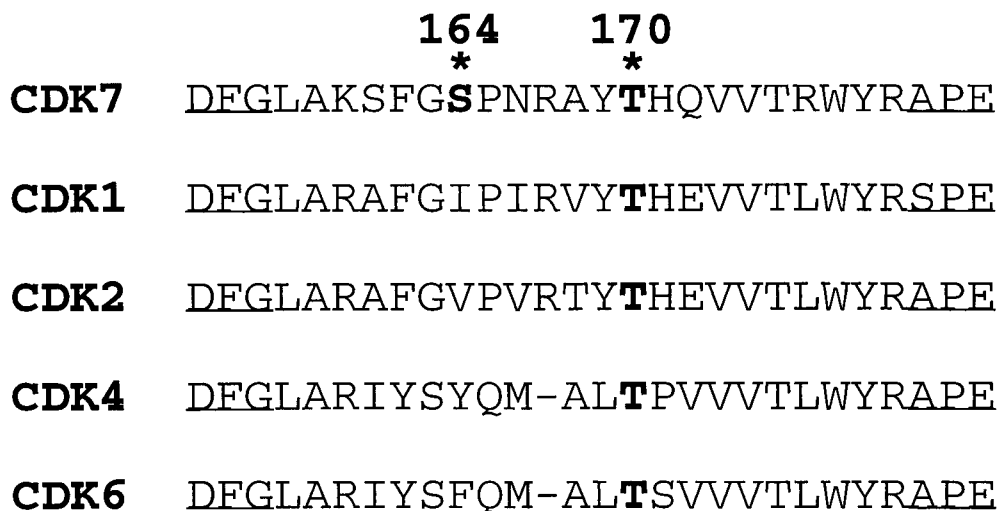 164 170
* *
CDK7 DFGLAKSFGSPNRAYTHQVVTRWYRAPE
CDK1 DFGLARAFGIPIRVYTHEVVTLWYRSPE
CDK2 DFGLARAFGVPVRTYTHEVVTLWYRAPE
CDK4 DFGLARIYSYQM-ALTPVVVTLWYRAPE
CDK6 DFGLARIYSFQM-ALTSVVVTLWYRAPE